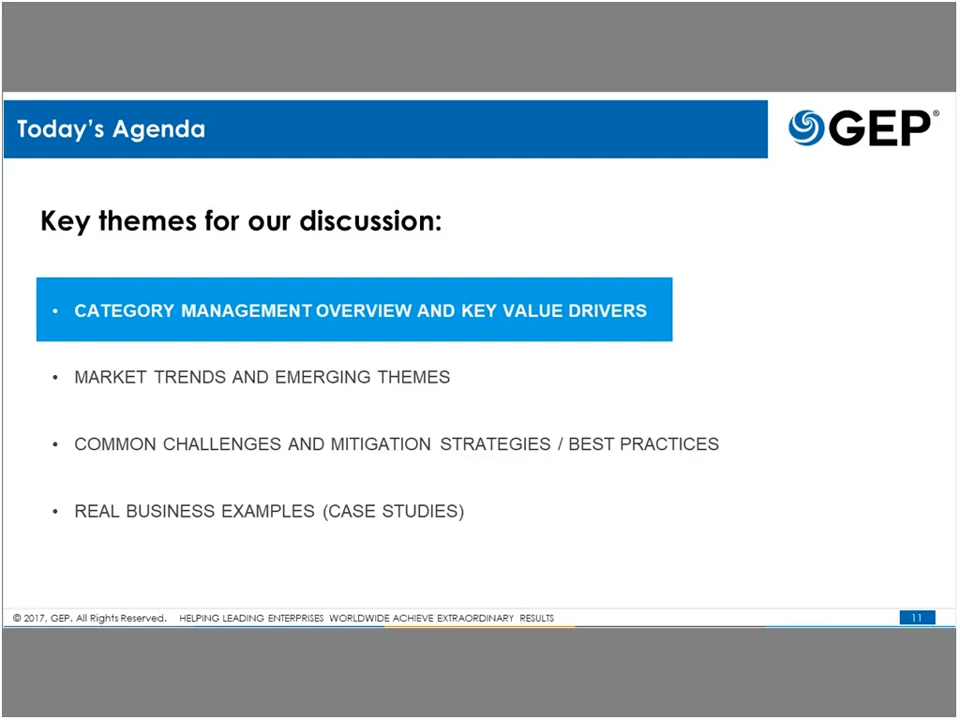 Today's Agenda
GEP®
Key themes for our discussion:
• CATEGORY MANAGEMENT OVERVIEW AND KEY VALUE DRIVERS
• MARKET TRENDS AND EMERGING THEMES
• COMMON CHALLENGES AND MITIGATION STRATEGIES / BEST PRACTICES
• REAL BUSINESS EXAMPLES (CASE STUDIES)
© 2017, GEP. All Rights Reserved. HELPING LEADING ENTERPRISES WORLDWIDE ACHIEVE EXTRAORDINARY RESULTS 11